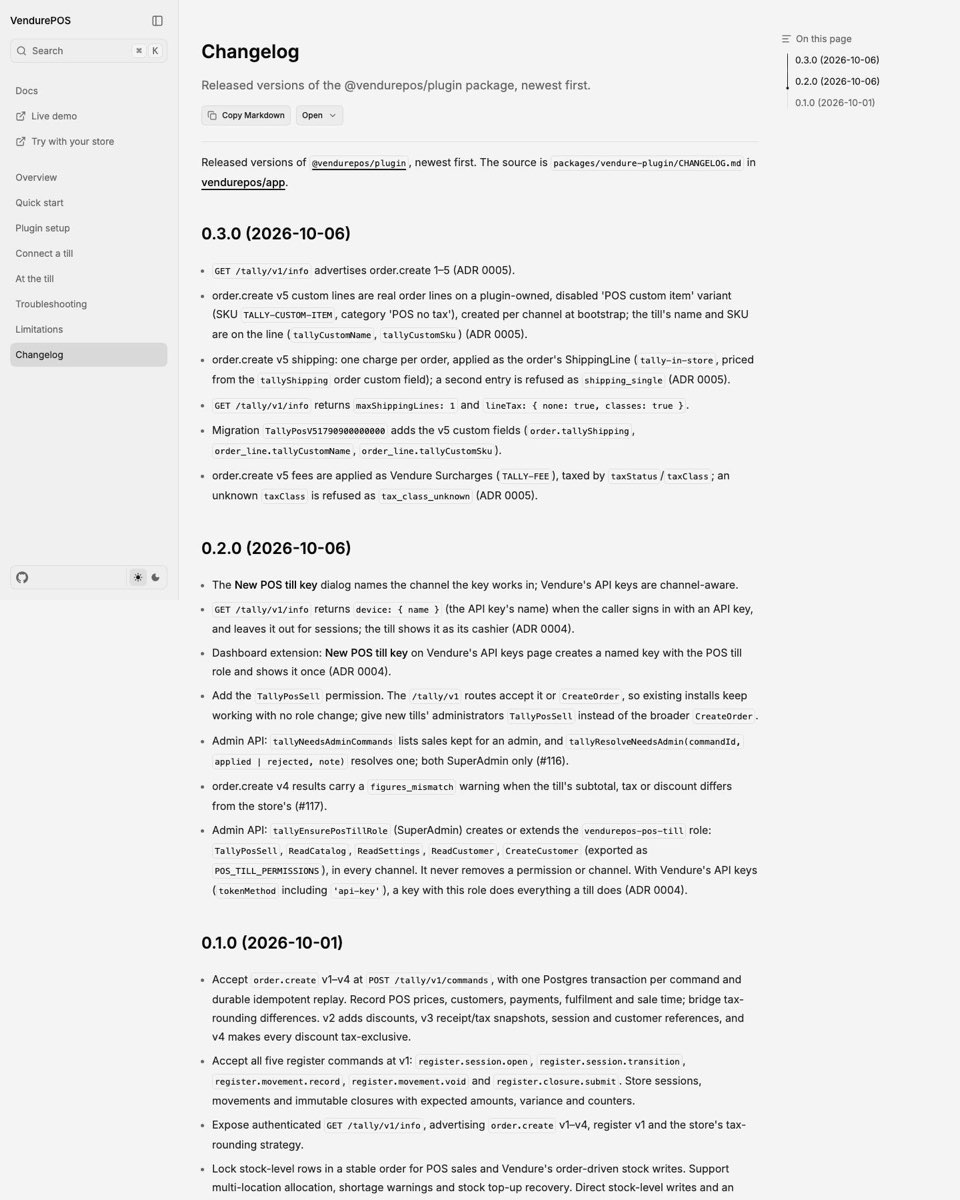 VendurePOS
Search ⌘ K
Docs
Live demo
Try with your store
Overview
Quick start
Plugin setup
Connect a till
At the till
Troubleshooting
Limitations
Changelog
Changelog
Released versions of the @vendurepos/plugin package, newest first.
Copy Markdown Open
Released versions of @vendurepos/plugin, newest first. The source is packages/vendure-plugin/CHANGELOG.md in
vendurepos/app.
0.3.0 (2026-10-06)
GET /tally/v1/info advertises order.create 1–5 (ADR 0005).
order.create v5 custom lines are real order lines on a plugin-owned, disabled 'POS custom item' variant
(SKU TALLY-CUSTOM-ITEM, category 'POS no tax'), created per channel at bootstrap; the till's name and SKU
are on the line (tallyCustomName, tallyCustomSku) (ADR 0005).
order.create v5 shipping: one charge per order, applied as the order's ShippingLine (tally-in-store, priced
from the tallyShipping order custom field); a second entry is refused as shipping_single (ADR 0005).
GET /tally/v1/info returns maxShippingLines: 1 and lineTax: { none: true, classes: true }.
Migration TallyPosV51790900000000 adds the v5 custom fields (order.tallyShipping,
order_line.tallyCustomName, order_line.tallyCustomSku).
order.create v5 fees are applied as Vendure Surcharges (TALLY-FEE), taxed by taxStatus/taxClass; an
unknown taxClass is refused as tax_class_unknown (ADR 0005).
0.2.0 (2026-10-06)
The New POS till key dialog names the channel the key works in; Vendure's API keys are channel-aware.
GET /tally/v1/info returns device: { name } (the API key's name) when the caller signs in with an API key,
and leaves it out for sessions; the till shows it as its cashier (ADR 0004).
Dashboard extension: New POS till key on Vendure's API keys page creates a named key with the POS till
role and shows it once (ADR 0004).
Add the TallyPosSell permission. The /tally/v1 routes accept it or CreateOrder, so existing installs keep
working with no role change; give new tills' administrators TallyPosSell instead of the broader CreateOrder.
Admin API: tallyNeedsAdminCommands lists sales kept for an admin, and tallyResolveNeedsAdmin(commandId,
applied | rejected, note) resolves one; both SuperAdmin only (#116).
order.create v4 results carry a figures_mismatch warning when the till's subtotal, tax or discount differs
from the store's (#117).
Admin API: tallyEnsurePosTillRole (SuperAdmin) creates or extends the vendurepos-pos-till role:
TallyPosSell, ReadCatalog, ReadSettings, ReadCustomer, CreateCustomer (exported as
POS_TILL_PERMISSIONS), in every channel. It never removes a permission or channel. With Vendure's API keys
(tokenMethod including 'api-key'), a key with this role does everything a till does (ADR 0004).
0.1.0 (2026-10-01)
Accept order.create v1–v4 at POST /tally/v1/commands, with one Postgres transaction per command and
durable idempotent replay. Record POS prices, customers, payments, fulfilment and sale time; bridge tax-
rounding differences. v2 adds discounts, v3 receipt/tax snapshots, session and customer references, and
v4 makes every discount tax-exclusive.
Accept all five register commands at v1: register.session.open, register.session.transition,
register.movement.record, register.movement.void and register.closure.submit. Store sessions,
movements and immutable closures with expected amounts, variance and counters.
Expose authenticated GET /tally/v1/info, advertising order.create v1–v4, register v1 and the store's tax-
rounding strategy.
Lock stock-level rows in a stable order for POS sales and Vendure's order-driven stock writes. Support
multi-location allocation, shortage warnings and stock top-up recovery. Direct stock-level writes and an
On this page
0.3.0 (2026-10-06)
0.2.0 (2026-10-06)
0.1.0 (2026-10-01)